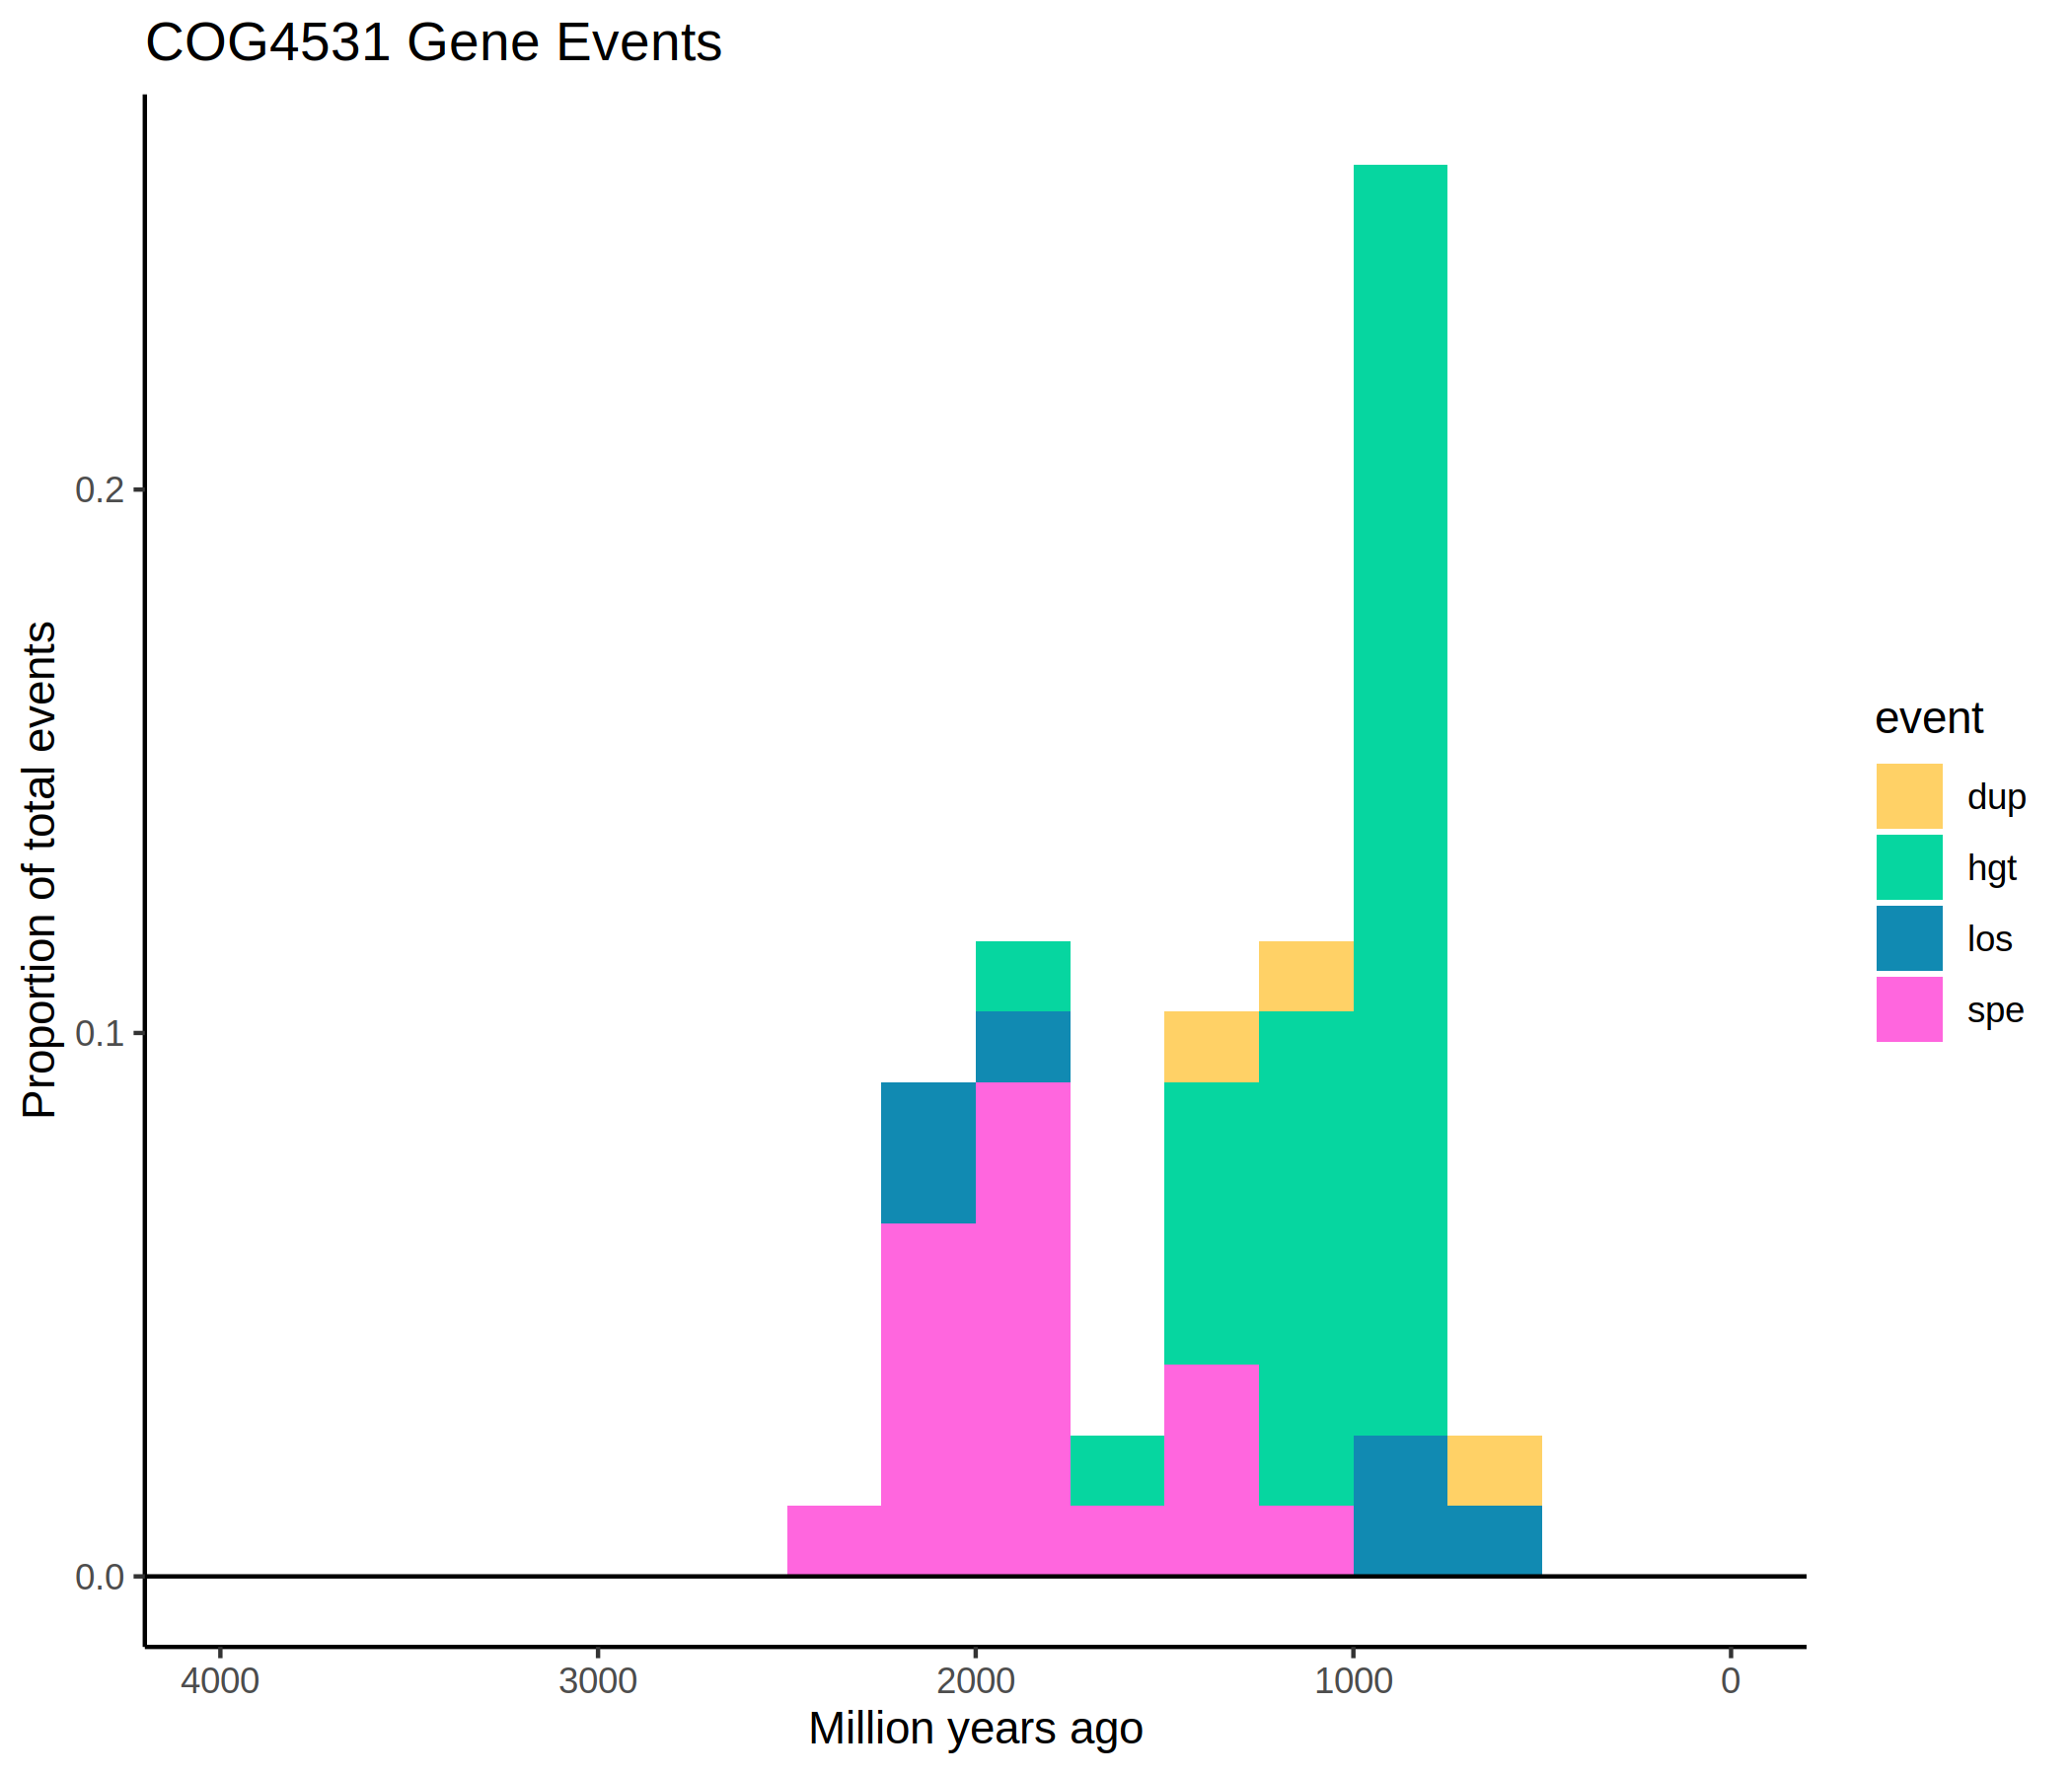 COG4531 Gene Events
Proportion of total events
0.2
0.1
0.0
4000 3000 2000 1000 0
Million years ago
event
dup
hgt
los
spe